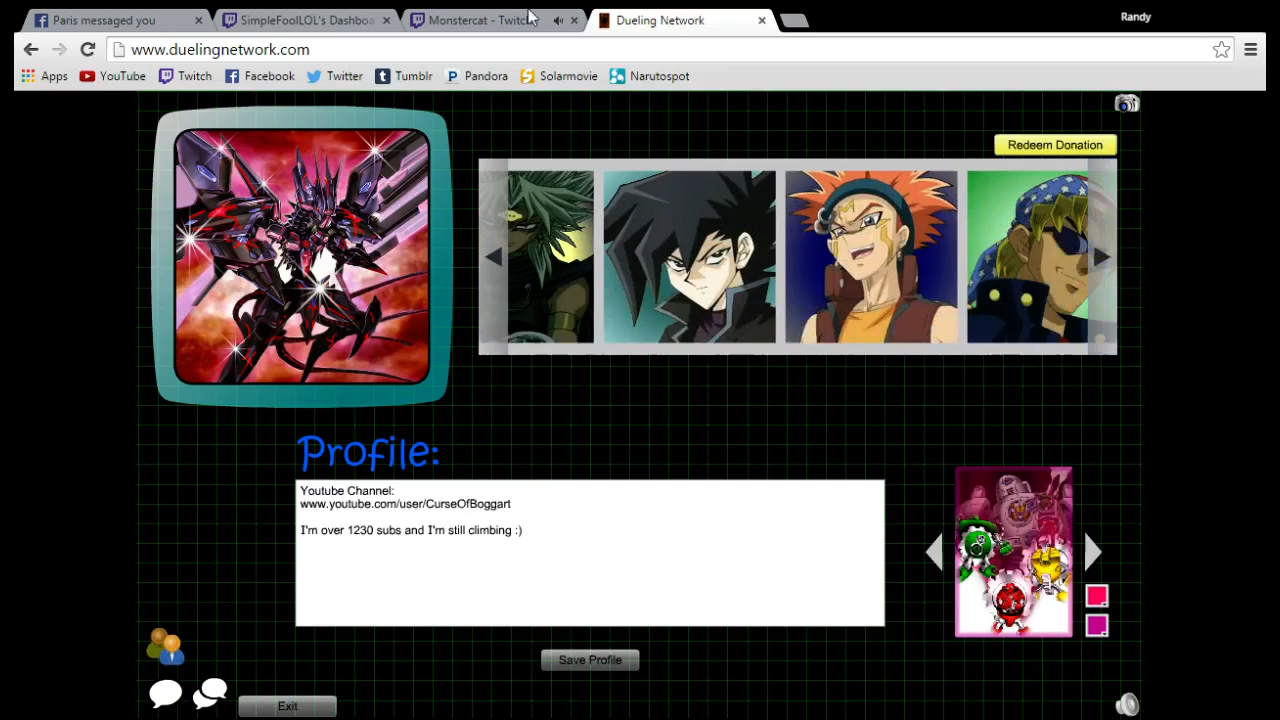 Paris messaged you
SimpleFoolLOL's Dashboa
Monstercat - Twitch
Dueling Network
Randy
www.duelingnetwork.com
Apps YouTube Twitch Facebook Twitter Tumblr Pandora Solarmovie Narutospot
Redeem Donation
Profile:
Youtube Channel:
www.youtube.com/user/CurseOfBoggart
I'm over 1230 subs and I'm still climbing :)
Save Profile
Exit